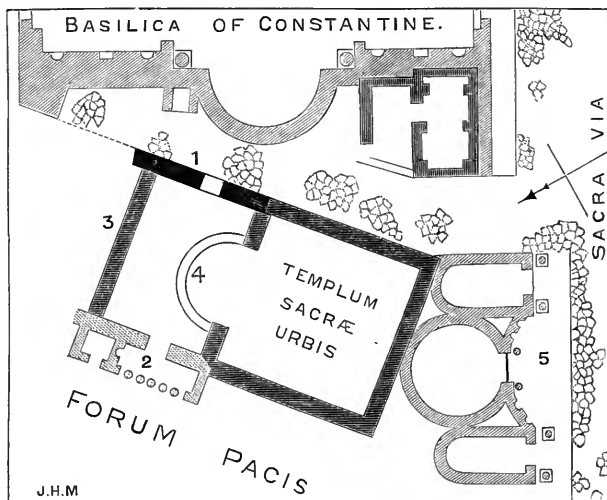 BASILICA OF CONSTANTINE.
SACRA VIA
1
3
4
TEMPLUM
SACRÆ
URBIS
2
5
FORUM PACIS
J.H.M